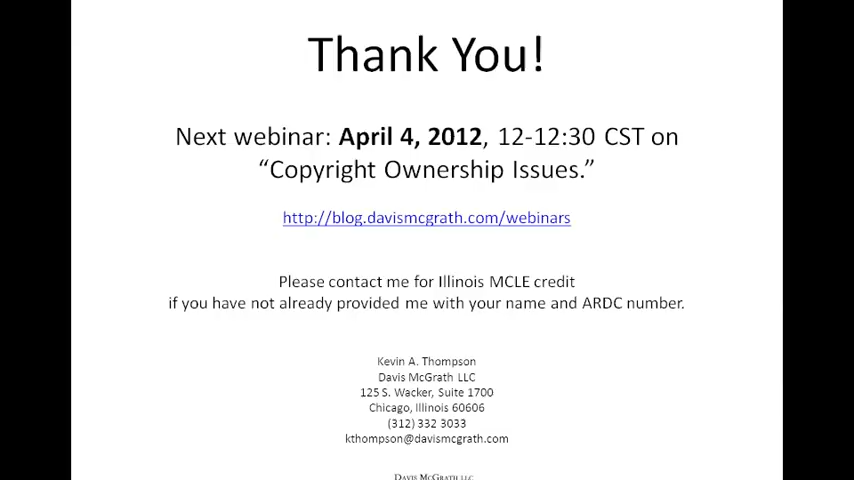 Thank You!
Next webinar: April 4, 2012, 12-12:30 CST on
“Copyright Ownership Issues.”
http://blog.davismcgrath.com/webinars
Please contact me for Illinois MCLE credit
if you have not already provided me with your name and ARDC number.
Kevin A. Thompson
Davis McGrath LLC
125 S. Wacker, Suite 1700
Chicago, Illinois 60606
(312) 332 3033
kthompson@davismcgrath.com
DAVIS MCGRATH LLC